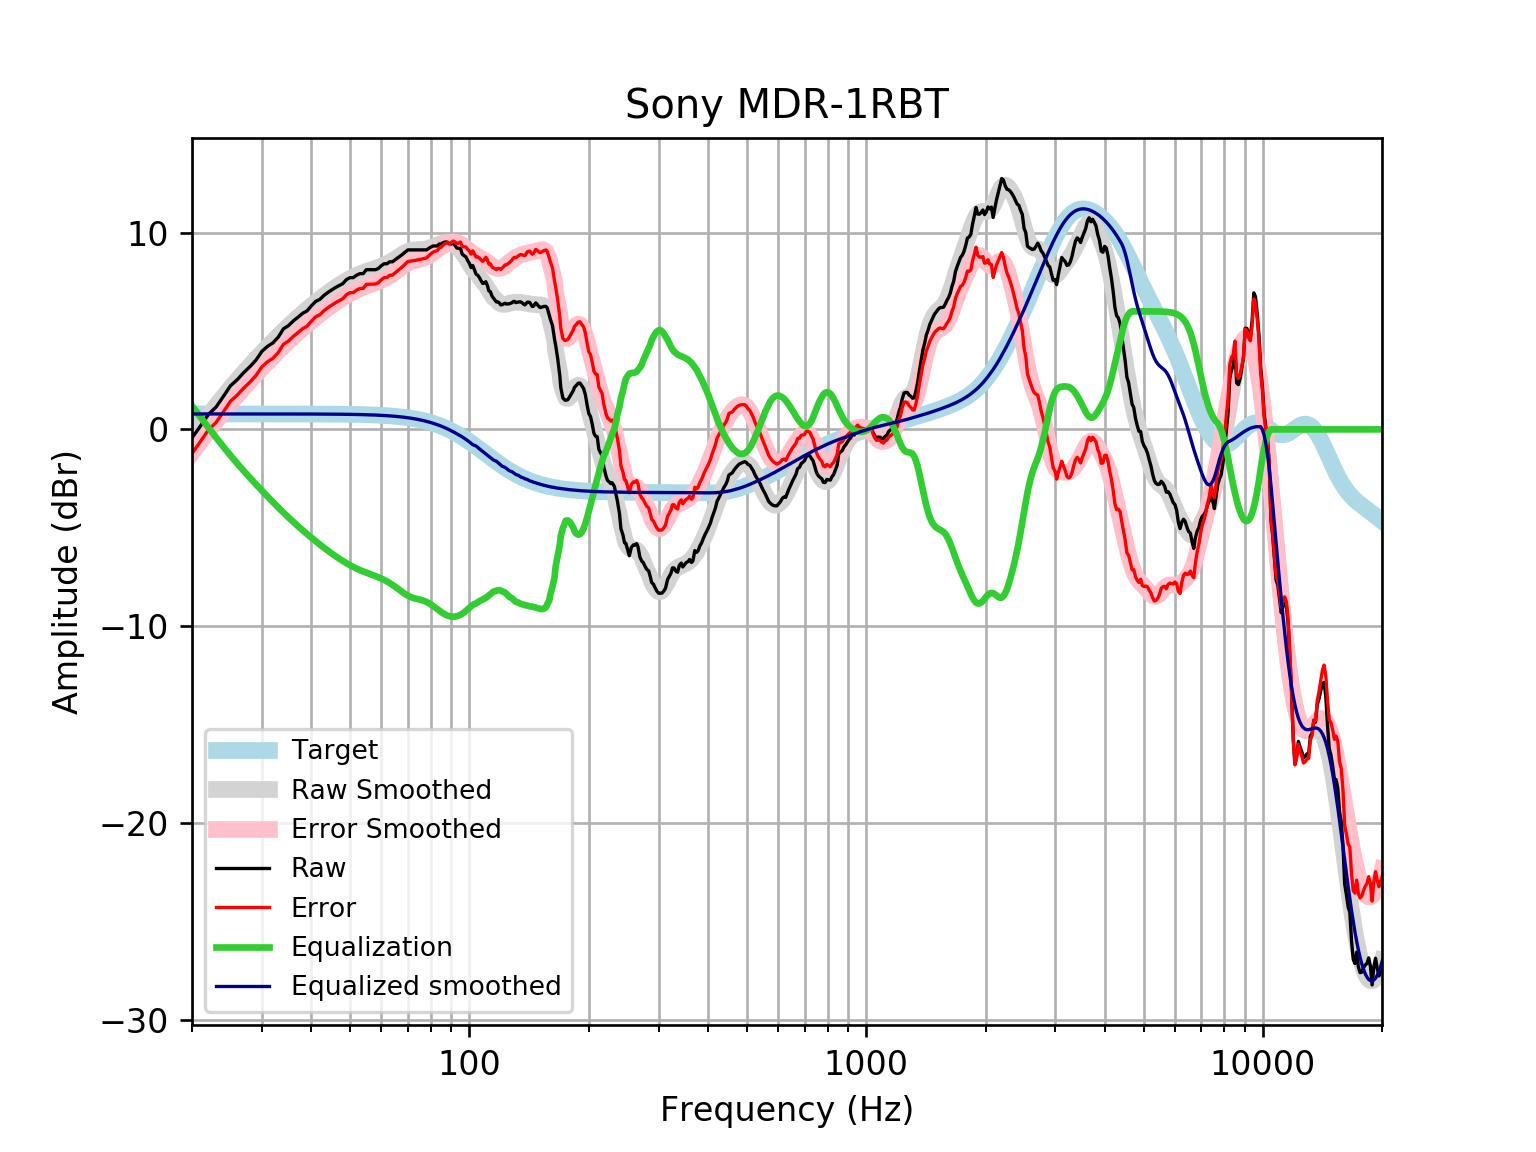 Sony MDR-1RBT
Amplitude (dBr)
10
0
−10
−20
−30
Target
Raw Smoothed
Error Smoothed
Raw
Error
Equalization
Equalized smoothed
100
1000
10000
Frequency (Hz)